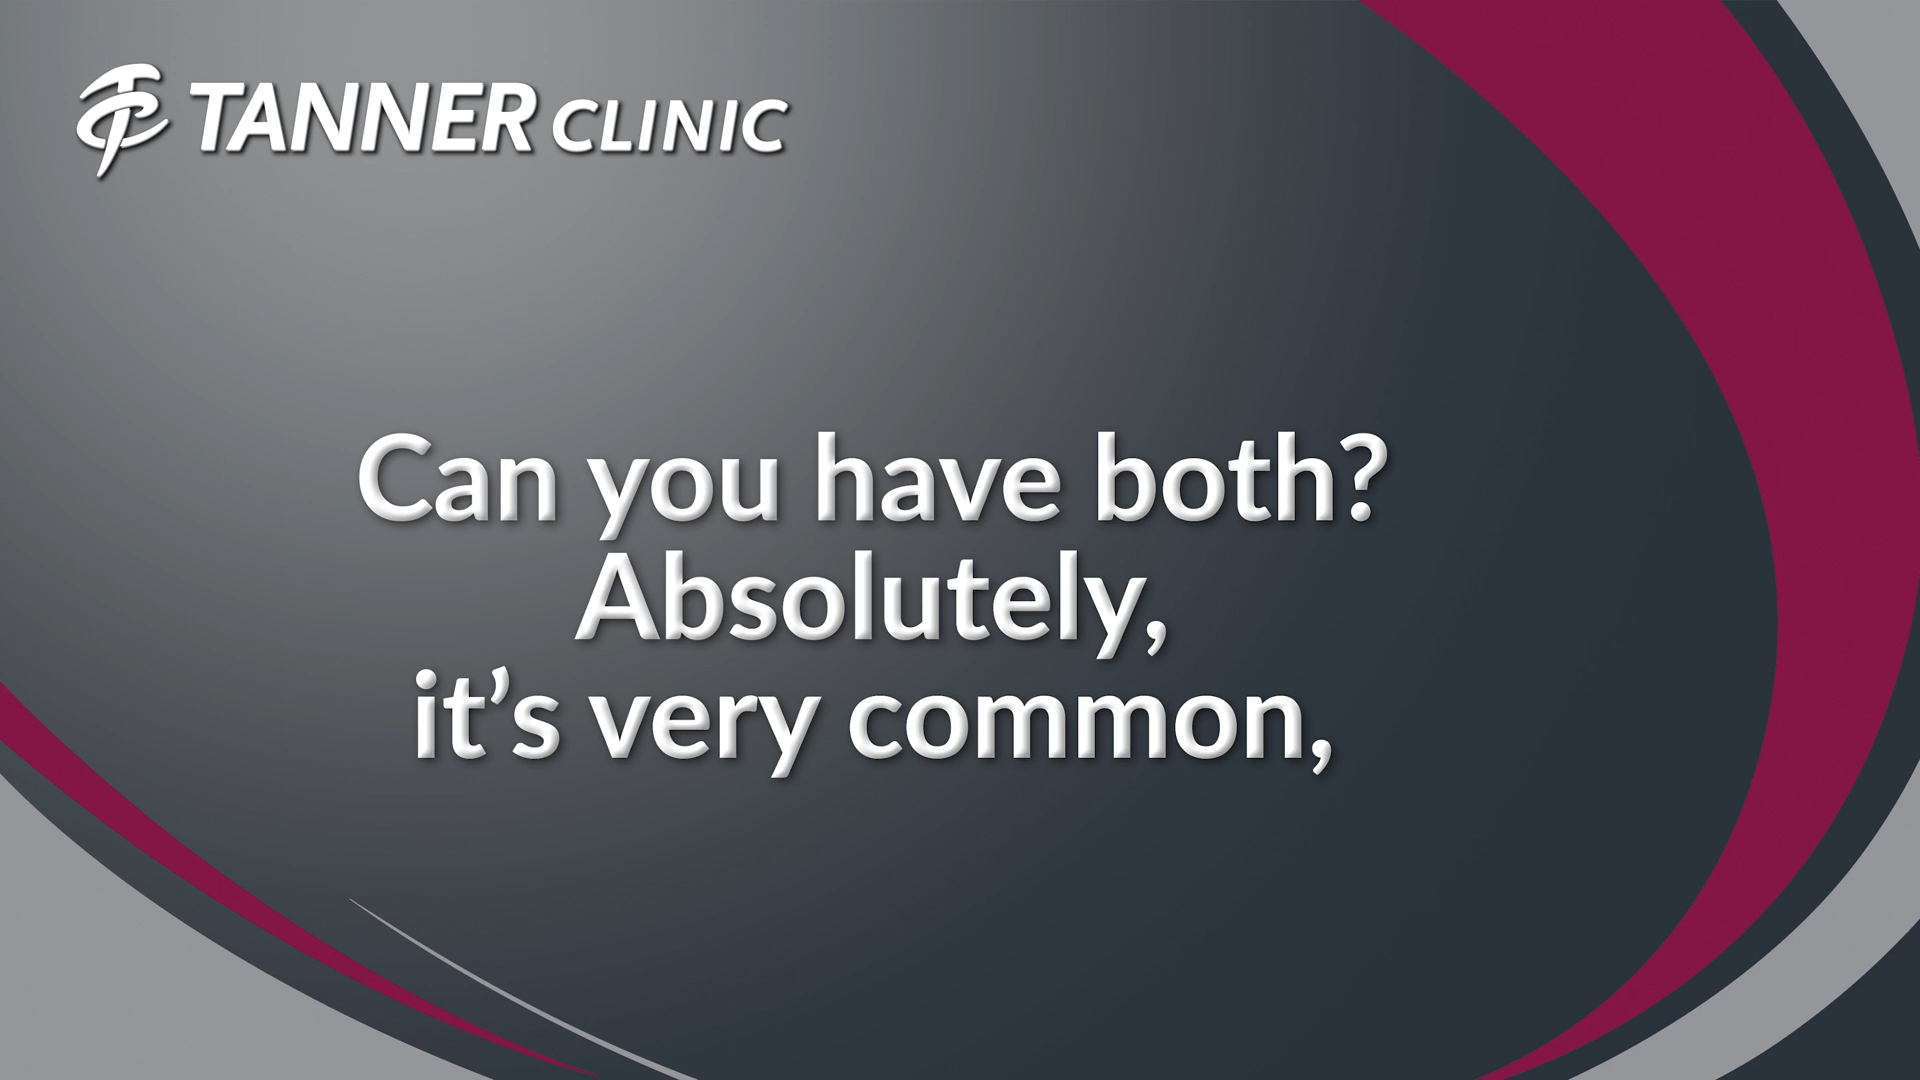 TANNER CLINIC
Can you have both?
Absolutely,
it’s very common,